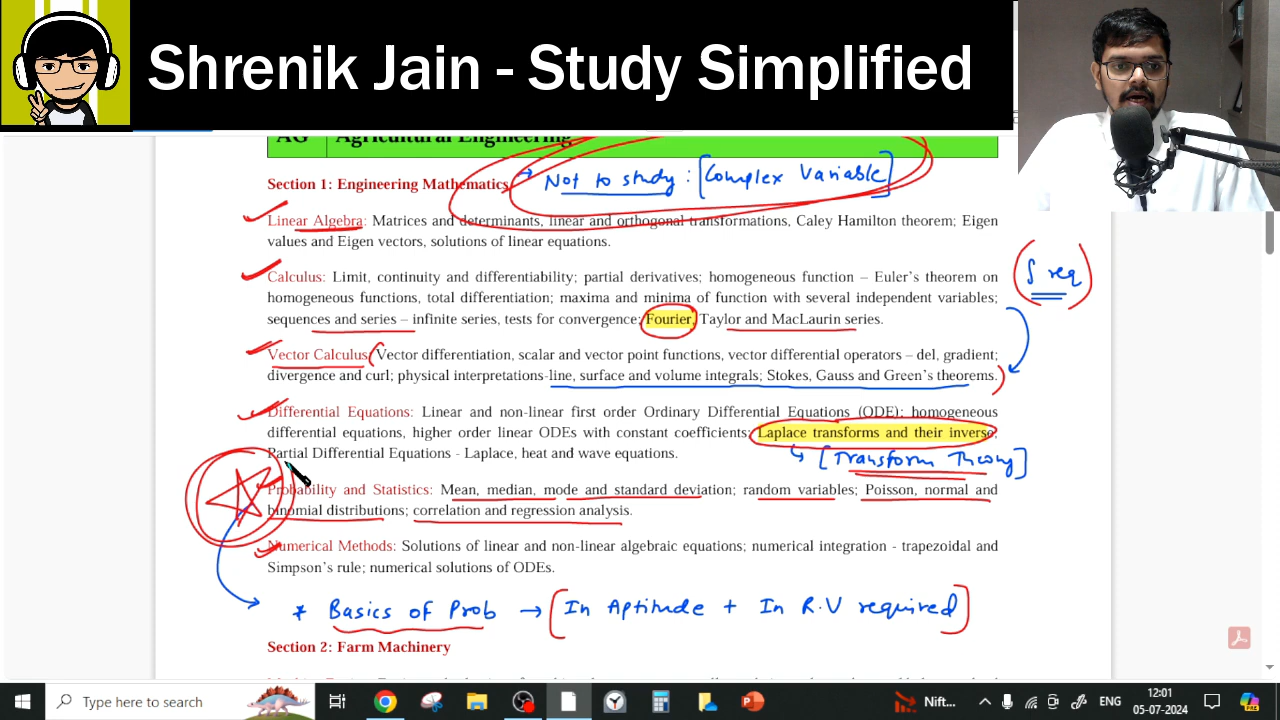 Shrenik Jain - Study Simplified
AG Agricultural Engineering
Section 1: Engineering Mathematics
Not to study : [Complex Variable]
Linear Algebra: Matrices and determinants, linear and orthogonal transformations, Caley Hamilton theorem; Eigen
values and Eigen vectors, solutions of linear equations.
∫ req
Calculus: Limit, continuity and differentiability; partial derivatives; homogeneous function – Euler's theorem on
homogeneous functions, total differentiation; maxima and minima of function with several independent variables;
sequences and series – infinite series, tests for convergence; Fourier, Taylor and MacLaurin series.
Vector Calculus: Vector differentiation, scalar and vector point functions, vector differential operators – del, gradient;
divergence and curl; physical interpretations-line, surface and volume integrals; Stokes, Gauss and Green's theorems.
Differential Equations: Linear and non-linear first order Ordinary Differential Equations (ODE); homogeneous
differential equations, higher order linear ODEs with constant coefficients; Laplace transforms and their inverse;
Partial Differential Equations - Laplace, heat and wave equations.
[Transform Theory]
Probability and Statistics: Mean, median, mode and standard deviation; random variables; Poisson, normal and
binomial distributions; correlation and regression analysis.
Numerical Methods: Solutions of linear and non-linear algebraic equations; numerical integration - trapezoidal and
Simpson's rule; numerical solutions of ODEs.
* Basics of Prob → [In Aptitude + In R.V required]
Section 2: Farm Machinery
Type here to search
Nift...
ENG
12:01
05-07-2024